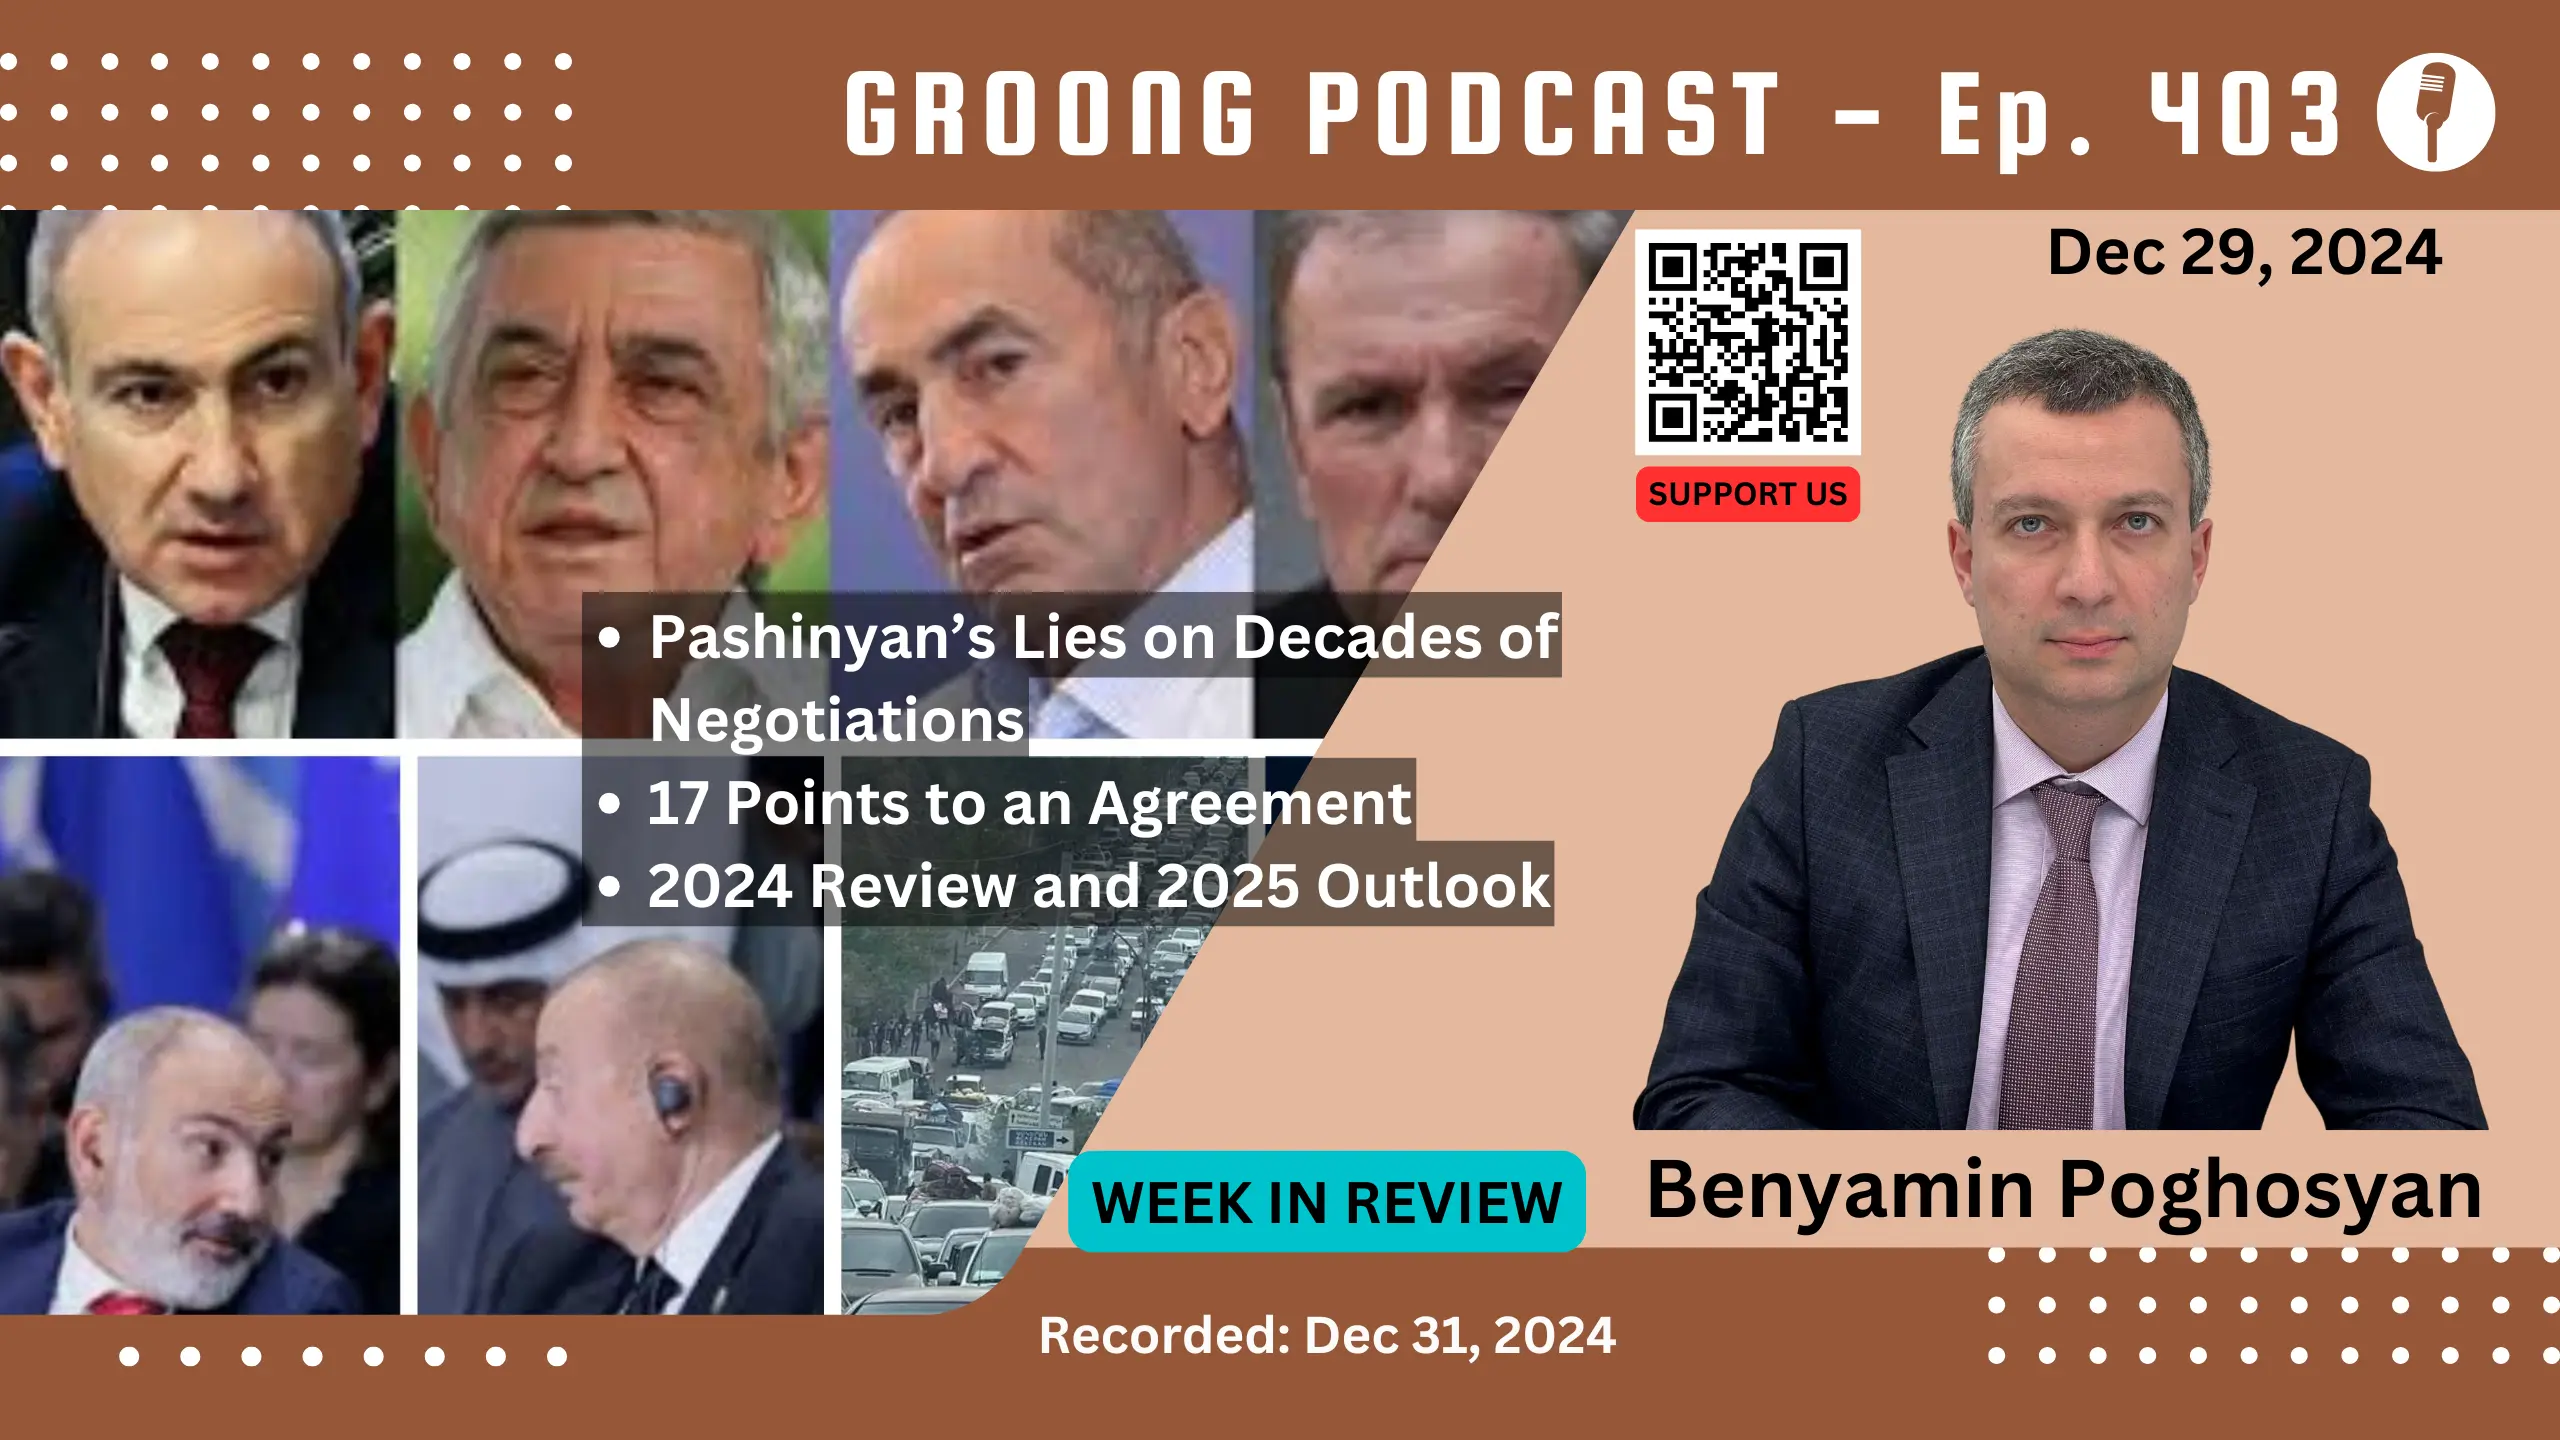 GROONG PODCAST - Ep. 403
Dec 29, 2024
SUPPORT US
• Pashinyan’s Lies on Decades of
Negotiations
• 17 Points to an Agreement
• 2024 Review and 2025 Outlook
WEEK IN REVIEW
Benyamin Poghosyan
Recorded: Dec 31, 2024